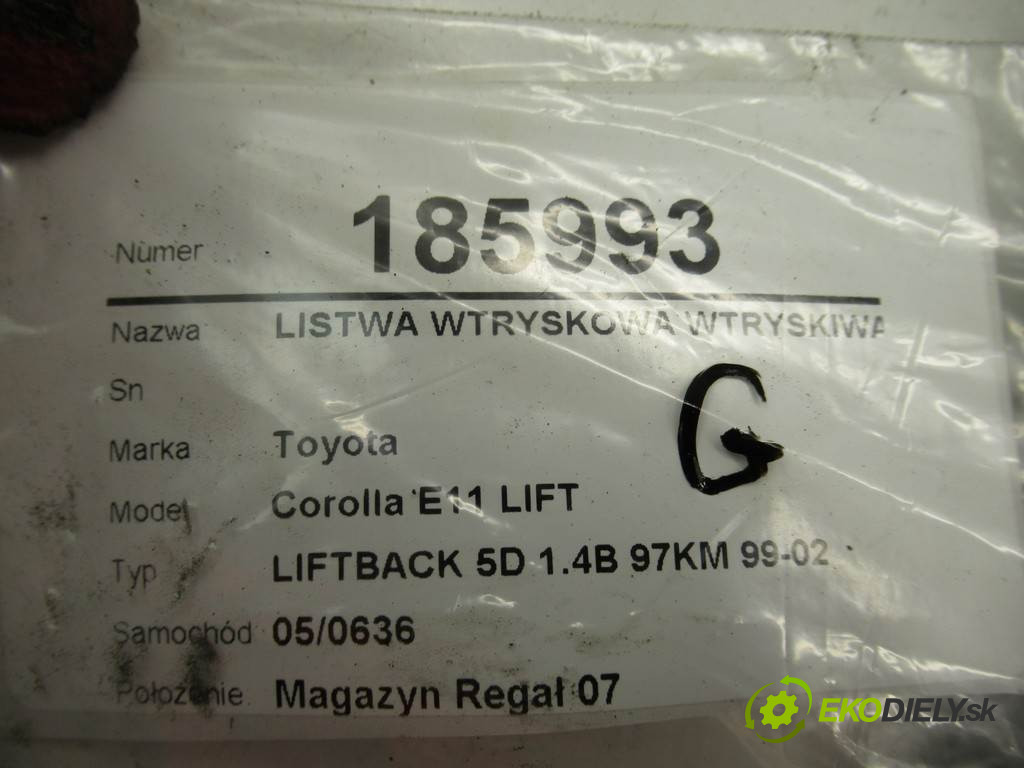 Numer 185993
Nazwa LISTWA WTRYSKOWA WTRYSKIWA
Sn
Marka Toyota
Model Corolla E11 LIFT
Typ LIFTBACK 5D 1.4B 97KM 99-02
Samochód 05/0636
Położenie Magazyn Regał 07
G
EKODIELY.sk